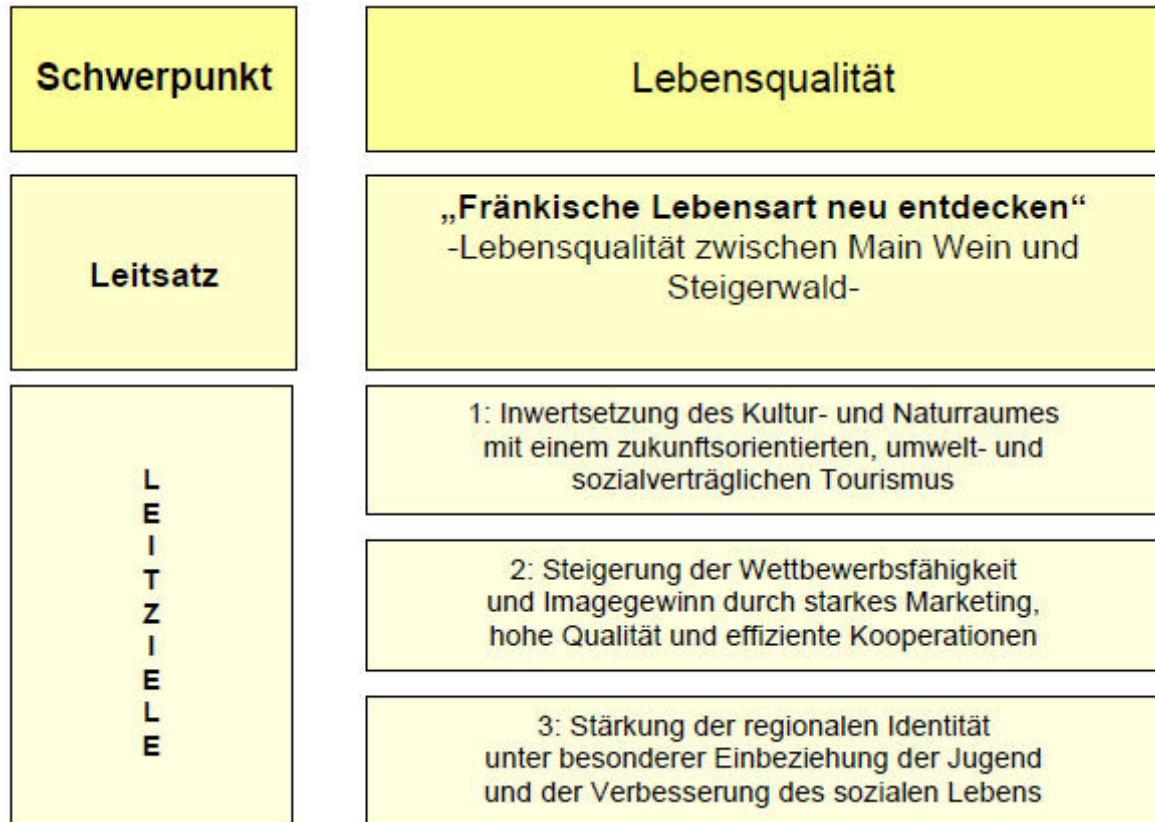 Schwerpunkt
Lebensqualität
Leitsatz
„Fränkische Lebensart neu entdecken“
-Lebensqualität zwischen Main Wein und
Steigerwald-
LEITZIELE
1: Inwertsetzung des Kultur- und Naturraumes
mit einem zukunftsorientierten, umwelt- und
sozialverträglichen Tourismus
2: Steigerung der Wettbewerbsfähigkeit
und Imagegewinn durch starkes Marketing,
hohe Qualität und effiziente Kooperationen
3: Stärkung der regionalen Identität
unter besonderer Einbeziehung der Jugend
und der Verbesserung des sozialen Lebens